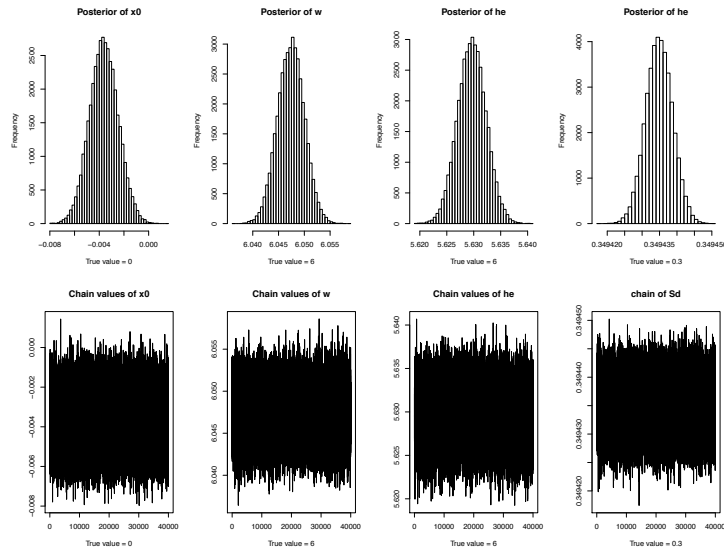 Posterior of x0
Posterior of w
Posterior of he
Posterior of he
Frequency
0 500 1000 1500 2000 2500
−0.008 −0.004 0.000
True value = 0
Frequency
0 500 1000 1500 2000 2500 3000
6.040 6.045 6.050 6.055
True value = 6
Frequency
0 500 1000 1500 2000 2500 3000
5.620 5.625 5.630 5.635 5.640
True value = 6
Frequency
0 1000 2000 3000 4000
0.349420 0.349435 0.349450
True value = 0.3
Chain values of x0
Chain values of w
Chain values of he
chain of Sd
−0.008 −0.006 −0.004 −0.002 0.000
0 10000 20000 30000 40000
True value = 0
6.040 6.045 6.050 6.055
0 10000 20000 30000 40000
True value = 6
5.620 5.625 5.630 5.635 5.640
0 10000 20000 30000 40000
True value = 6
0.349420 0.349430 0.349440 0.349450
0 10000 20000 30000 40000
True value = 0.3